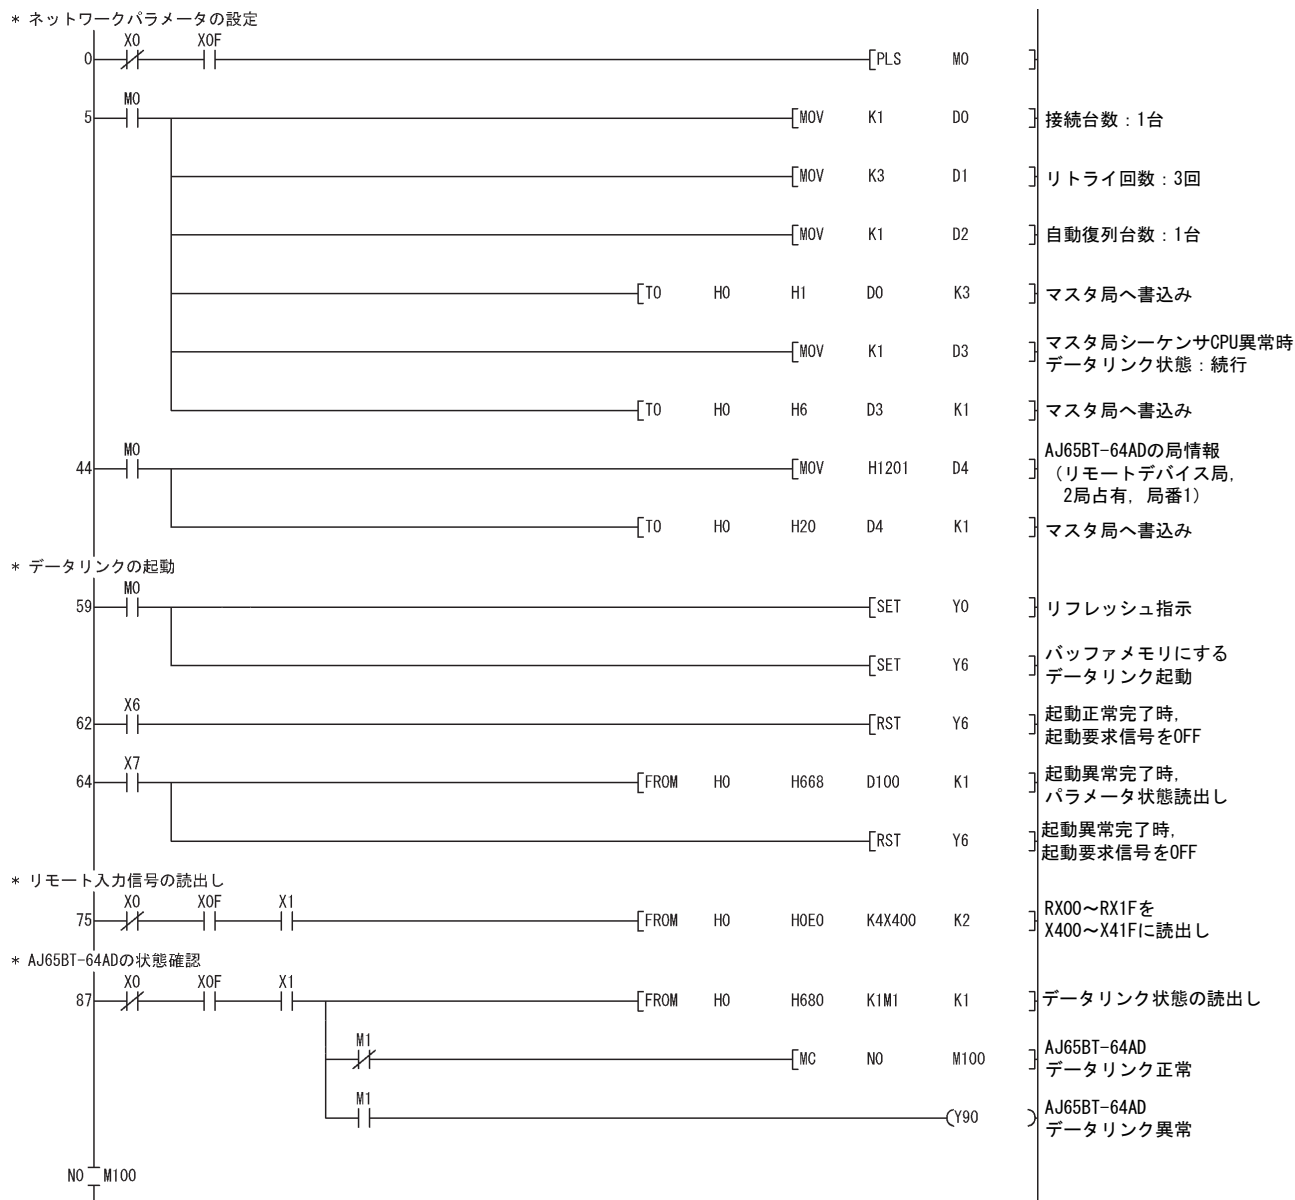 * ネットワークパラメータの設定
X0 X0F
0 PLS M0
M0
5 MOV K1 D0 接続台数：1台
MOV K3 D1 リトライ回数：3回
MOV K1 D2 自動復列台数：1台
TO H0 H1 D0 K3 マスタ局へ書込み
MOV K1 D3 マスタ局シーケンサCPU異常時
データリンク状態：続行
TO H0 H6 D3 K1 マスタ局へ書込み
M0
44 MOV H1201 D4 AJ65BT-64ADの局情報
（リモートデバイス局，
2局占有，局番1）
TO H0 H20 D4 K1 マスタ局へ書込み
* データリンクの起動
M0
59 SET Y0 リフレッシュ指示
SET Y6 バッファメモリにする
データリンク起動
X6
62 RST Y6 起動正常完了時，
起動要求信号をOFF
X7
64 FROM H0 H668 D100 K1 起動異常完了時，
パラメータ状態読出し
RST Y6 起動異常完了時，
起動要求信号をOFF
* リモート入力信号の読出し
X0 X0F X1
75 FROM H0 H0E0 K4X400 K2 RX00～RX1Fを
X400～X41Fに読出し
* AJ65BT-64ADの状態確認
X0 X0F X1
87 FROM H0 H680 K1M1 K1 データリンク状態の読出し
M1
MC N0 M100 AJ65BT-64AD
データリンク正常
M1
Y90 AJ65BT-64AD
データリンク異常
N0 M100